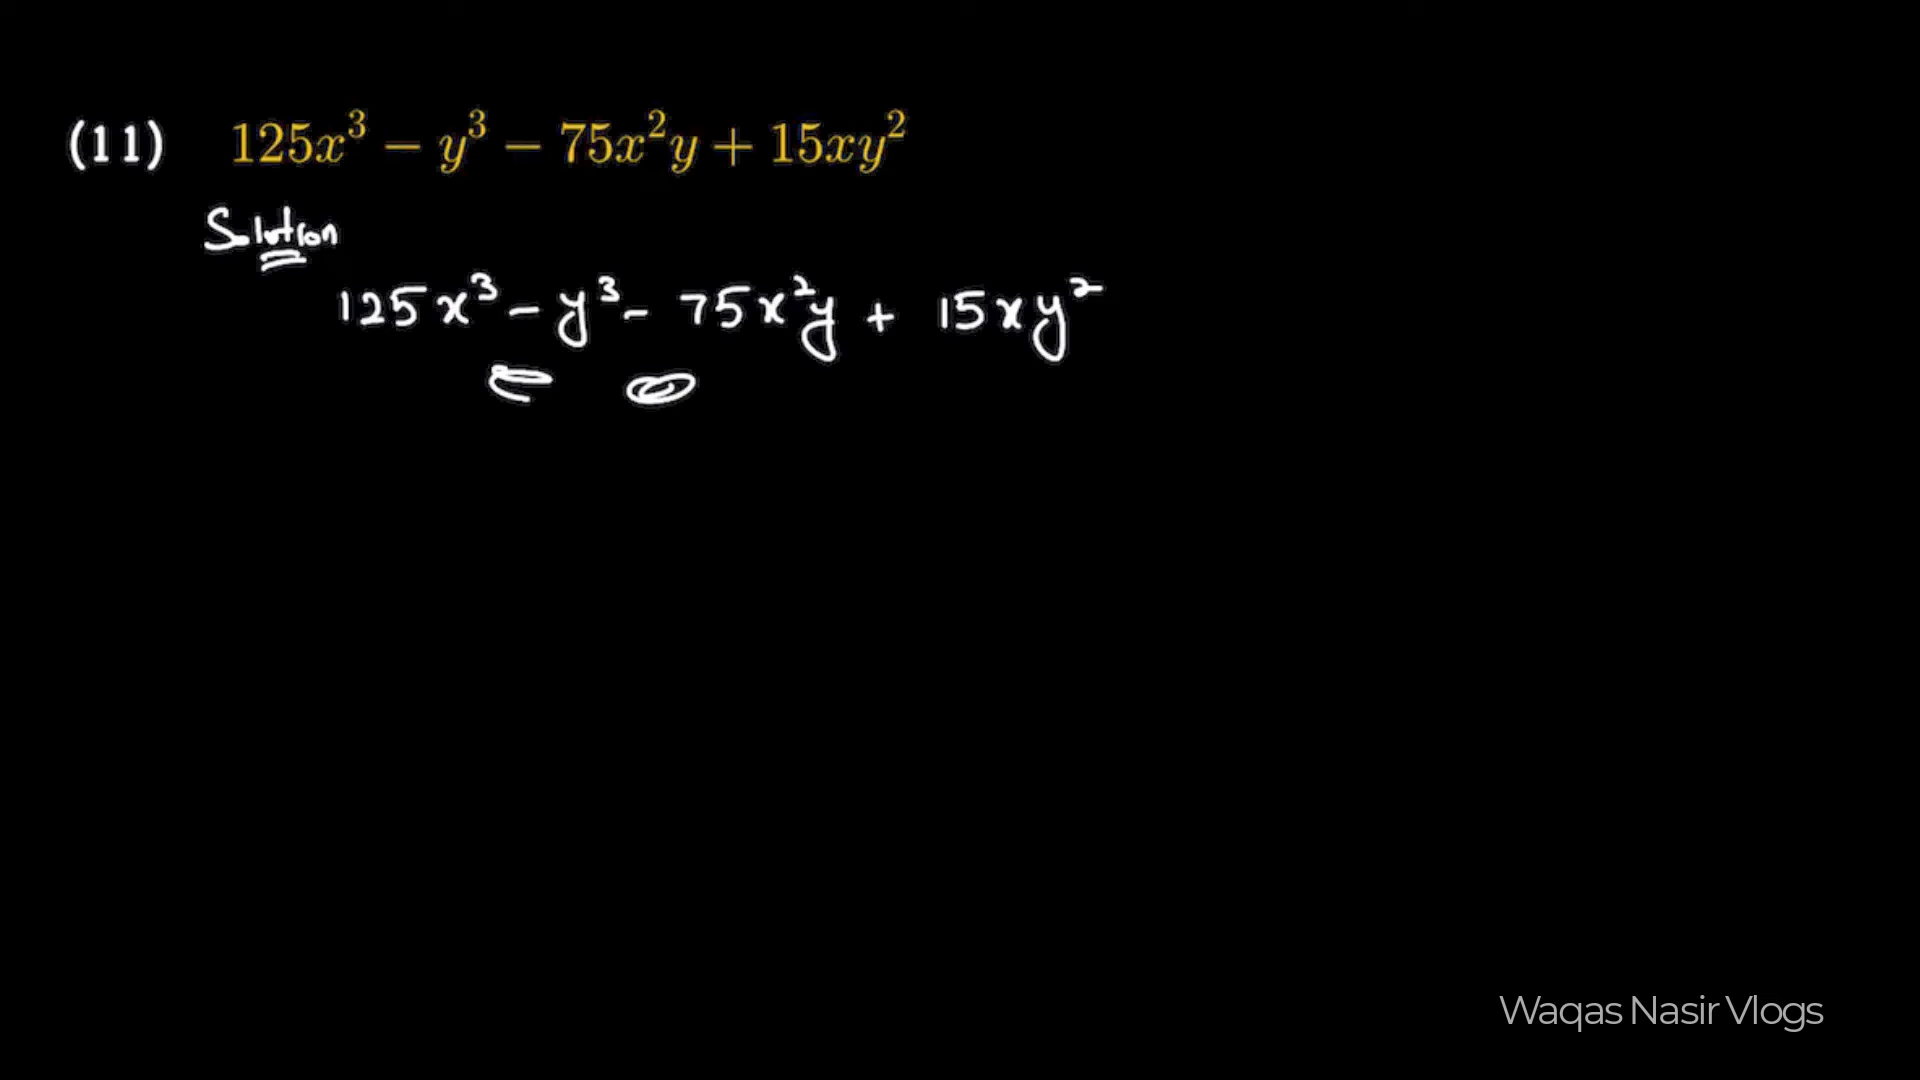 (11) 125x³ − y³ − 75x²y + 15xy²
Solution
125x³ − y³ − 75x²y + 15xy²
Waqas Nasir Vlogs